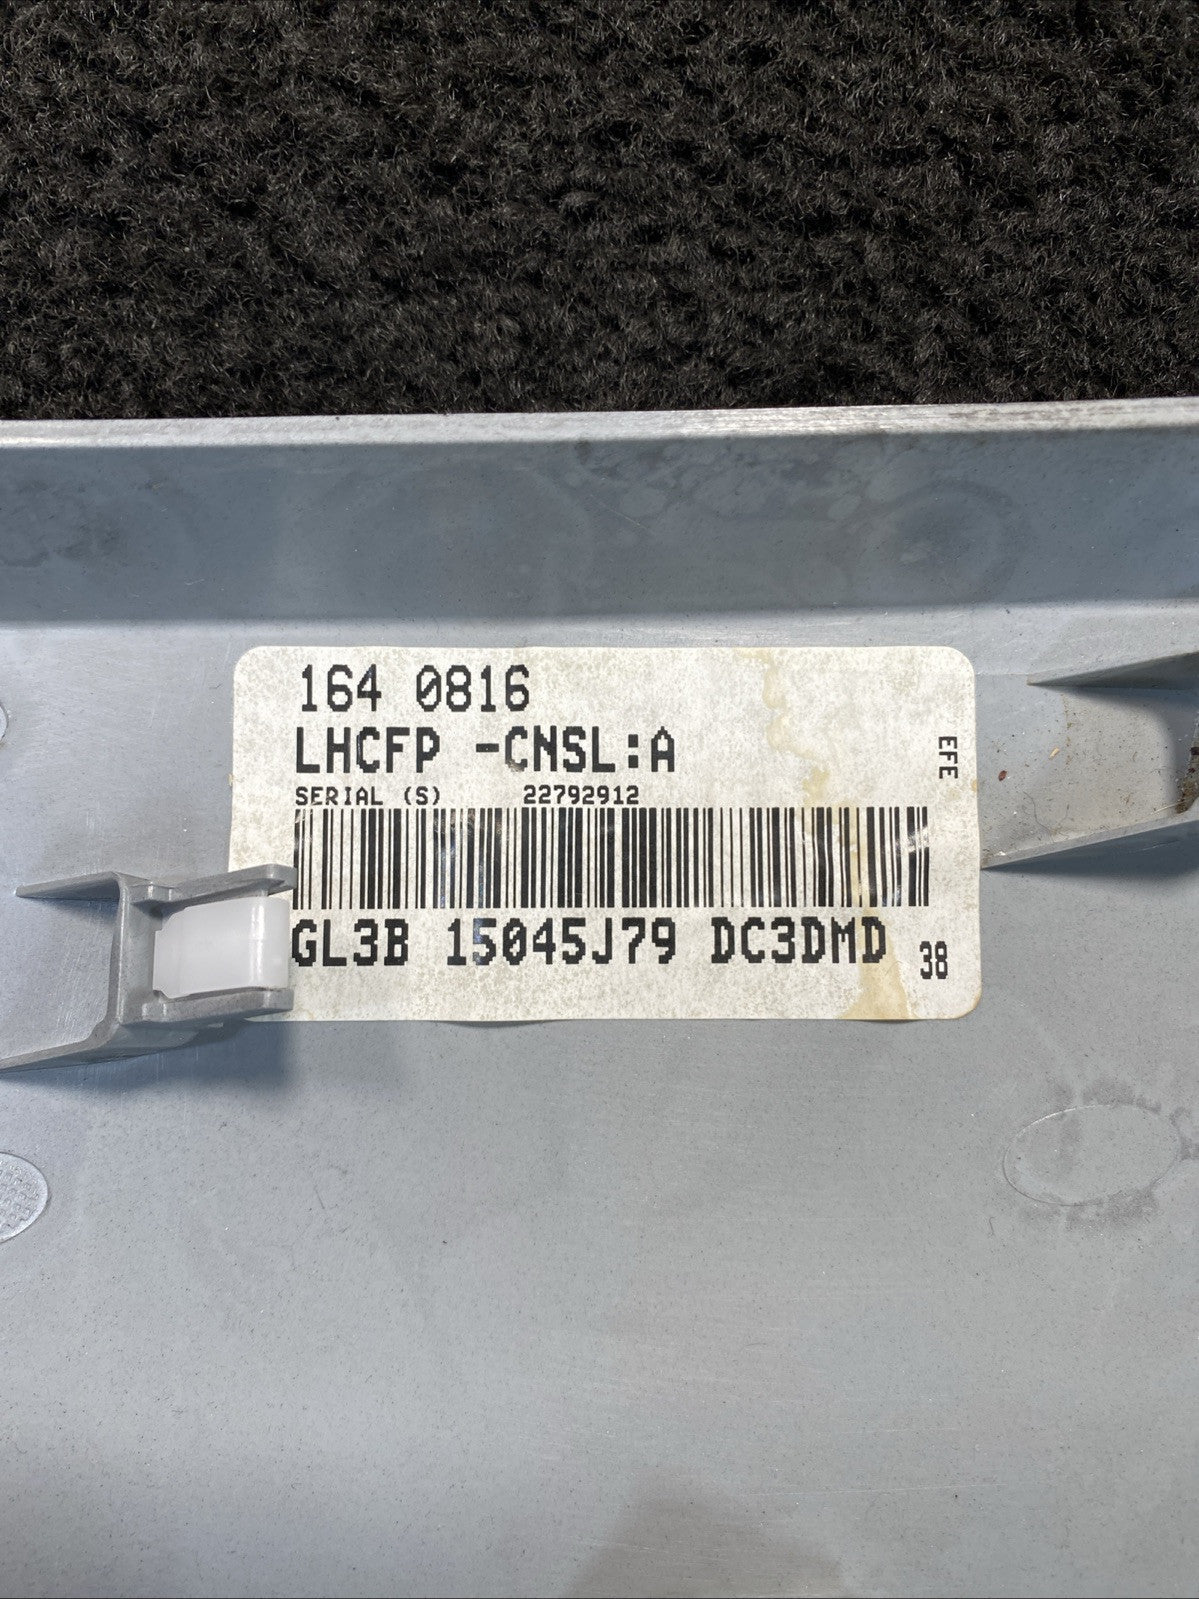 164 0816
LHCFP -CNSL:A
EFE
SERIAL (S) 22792912
GL3B 15045J79 DC3DMD 38